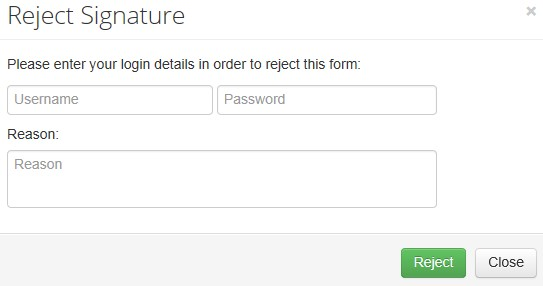 Reject Signature ×
Please enter your login details in order to reject this form:
Username Password
Reason:
Reason
Reject Close